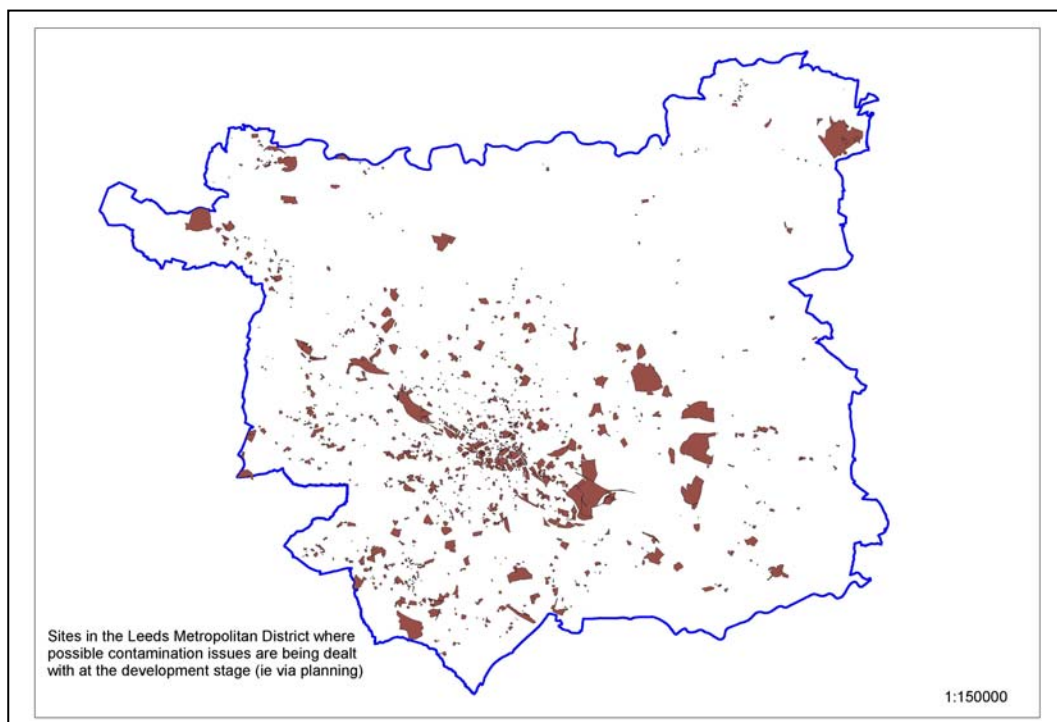 Sites in the Leeds Metropolitan District where
possible contamination issues are being dealt
with at the development stage (ie via planning)
1:150000